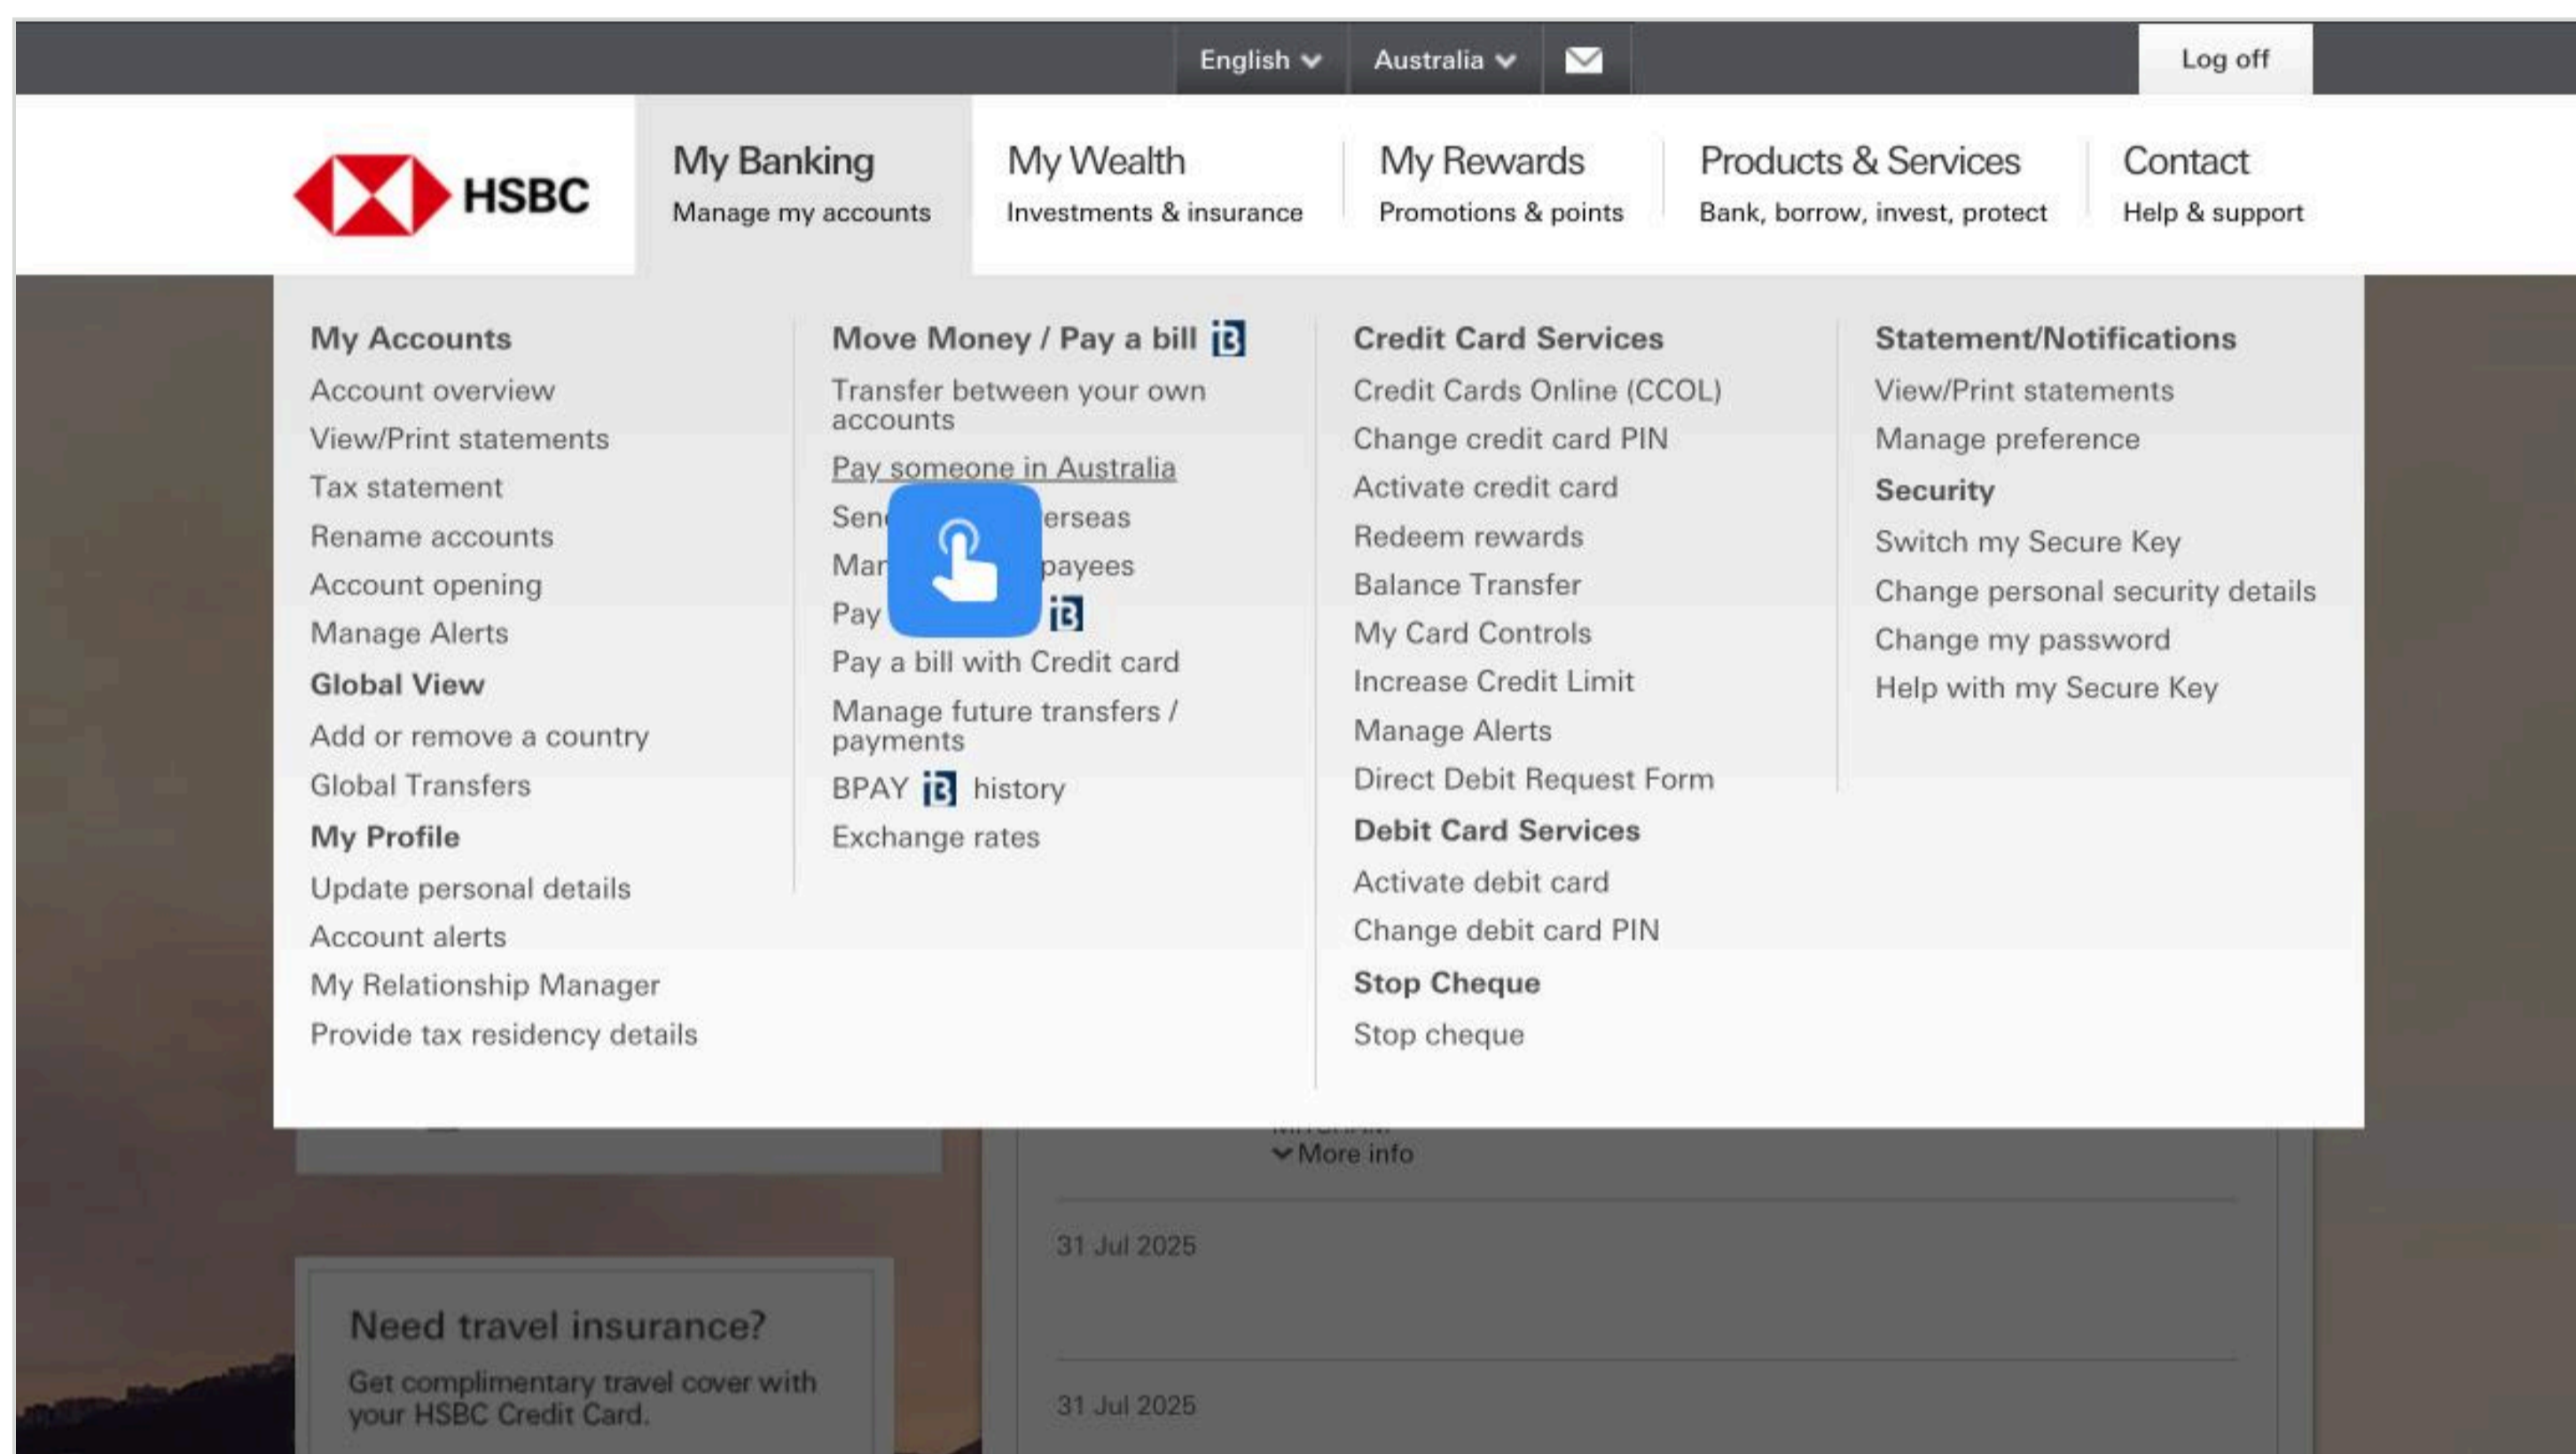 English
Australia
Log off
HSBC
My Banking
Manage my accounts
My Wealth
Investments & insurance
My Rewards
Promotions & points
Products & Services
Bank, borrow, invest, protect
Contact
Help & support
My Accounts
Account overview
View/Print statements
Tax statement
Rename accounts
Account opening
Manage Alerts
Global View
Add or remove a country
Global Transfers
My Profile
Update personal details
Account alerts
My Relationship Manager
Provide tax residency details
Move Money / Pay a bill
Transfer between your own
accounts
Pay someone in Australia
payees
Pay
Pay a bill with Credit card
Manage future transfers /
payments
BPAY history
Exchange rates
Credit Card Services
Credit Cards Online (CCOL)
Change credit card PIN
Activate credit card
Redeem rewards
Balance Transfer
My Card Controls
Increase Credit Limit
Manage Alerts
Direct Debit Request Form
Debit Card Services
Activate debit card
Change debit card PIN
Stop Cheque
Stop cheque
Statement/Notifications
View/Print statements
Manage preference
Security
Switch my Secure Key
Change personal security details
Change my password
Help with my Secure Key
More info
31 Jul 2025
31 Jul 2025
Need travel insurance?
Get complimentary travel cover with
your HSBC Credit Card.